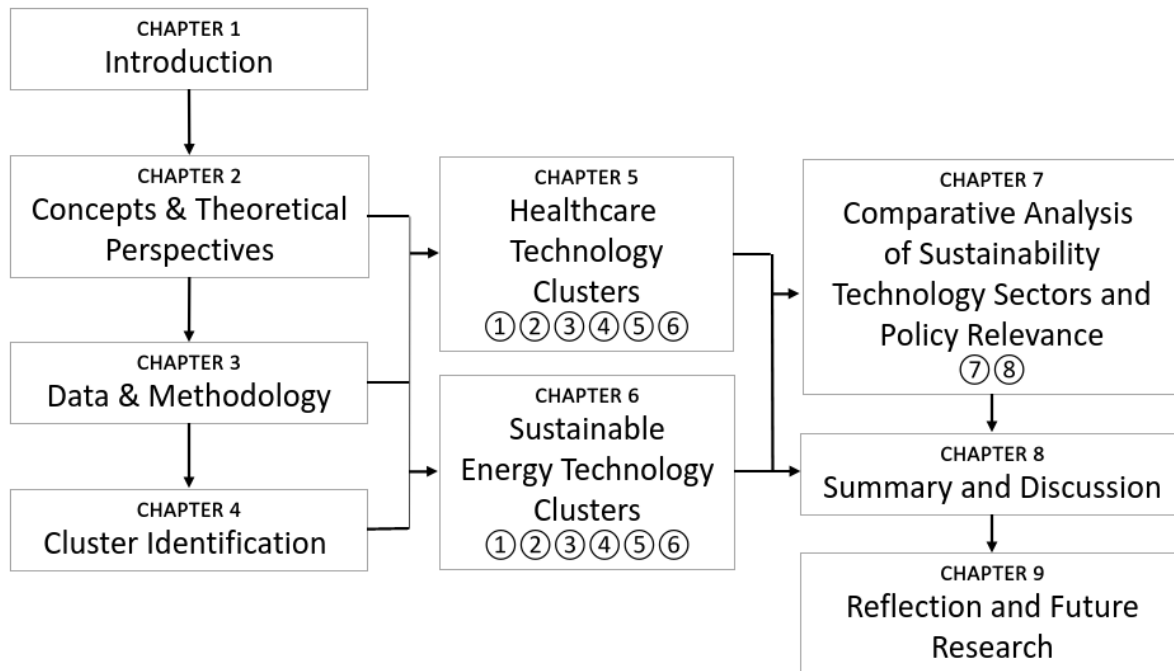 CHAPTER 1
Introduction
CHAPTER 2
Concepts & Theoretical
Perspectives
CHAPTER 3
Data & Methodology
CHAPTER 4
Cluster Identification
CHAPTER 5
Healthcare
Technology
Clusters
①②③④⑤⑥
CHAPTER 6
Sustainable
Energy Technology
Clusters
①②③④⑤⑥
CHAPTER 7
Comparative Analysis
of Sustainability
Technology Sectors and
Policy Relevance
⑦⑧
CHAPTER 8
Summary and Discussion
CHAPTER 9
Reflection and Future
Research